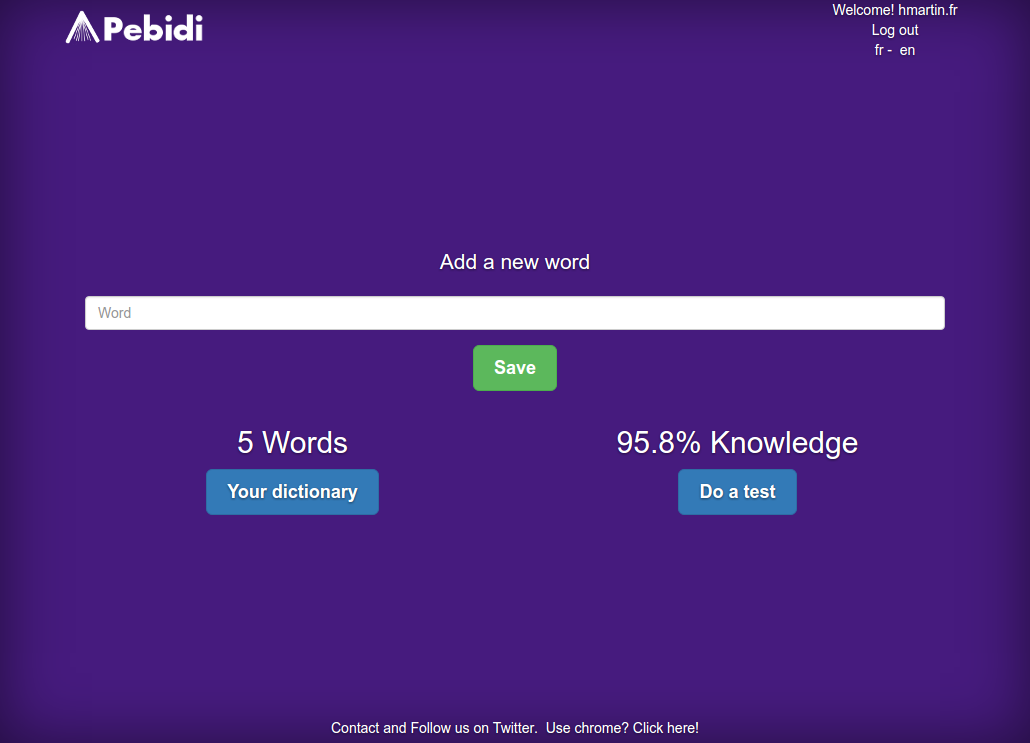 Pebidi
Welcome! hmartin.fr
Log out
fr - en
Add a new word
Word
Save
5 Words
95.8% Knowledge
Your dictionary
Do a test
Contact and Follow us on Twitter. Use chrome? Click here!